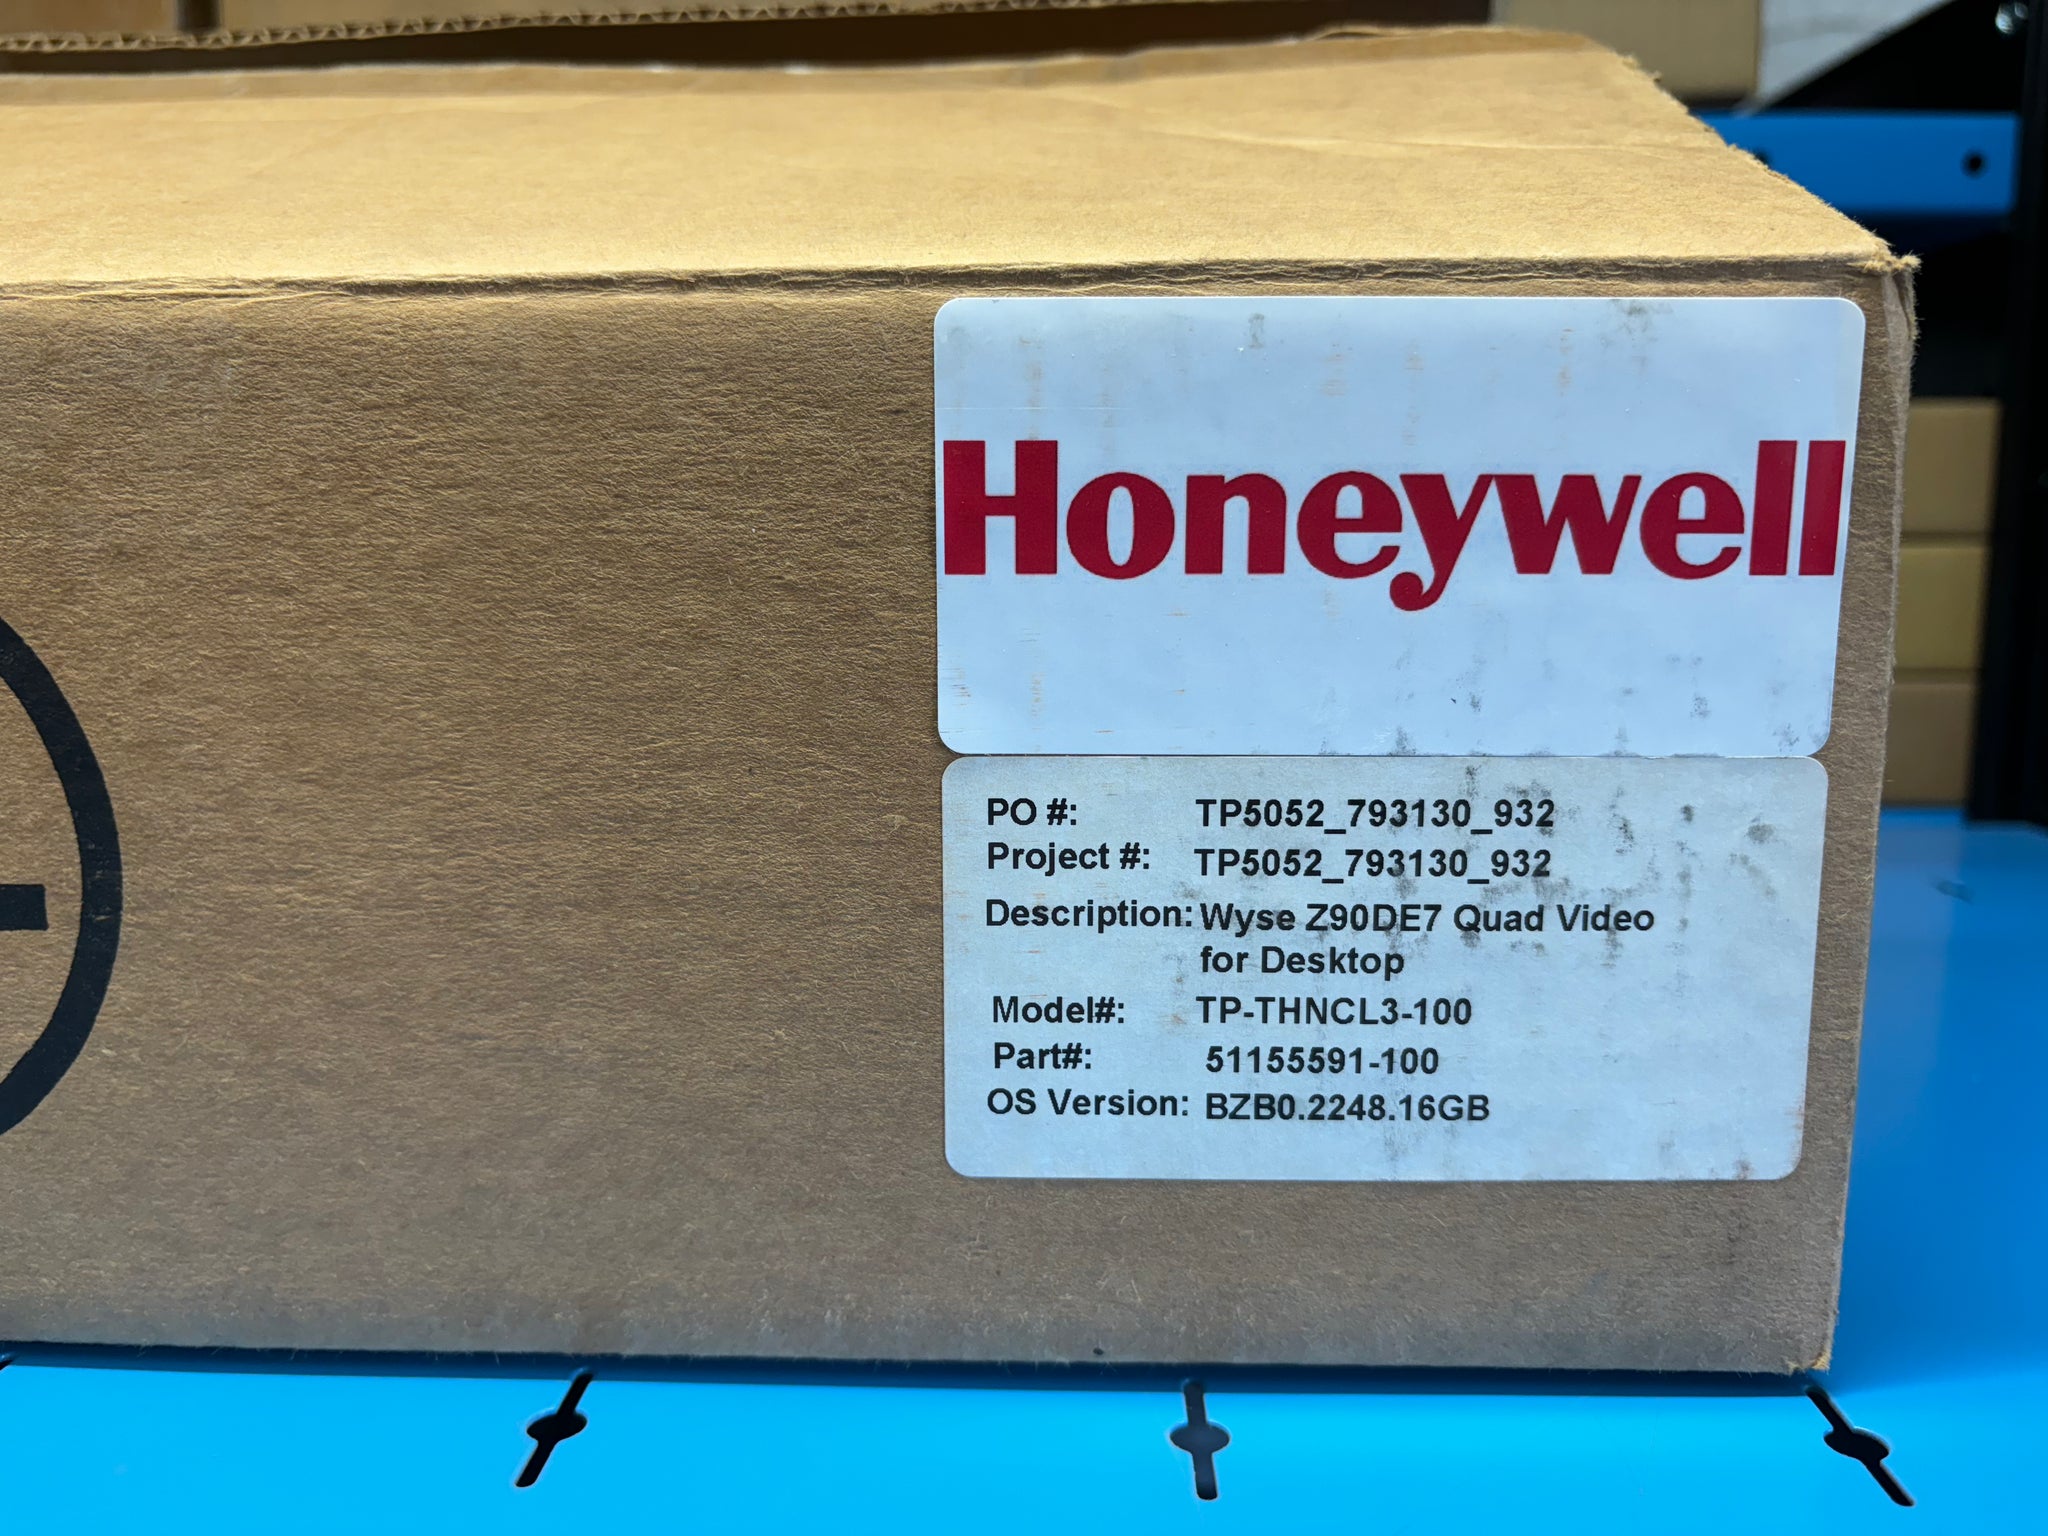 Honeywell
PO #: TP5052_793130_932
Project #: TP5052_793130_932
Description: Wyse Z90DE7 Quad Video
for Desktop
Model#: TP-THNCL3-100
Part#: 51155591-100
OS Version: BZB0.2248.16GB